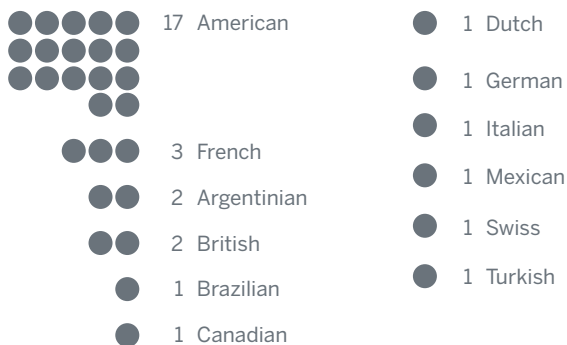 17 American
3 French
2 Argentinian
2 British
1 Brazilian
1 Canadian
1 Dutch
1 German
1 Italian
1 Mexican
1 Swiss
1 Turkish